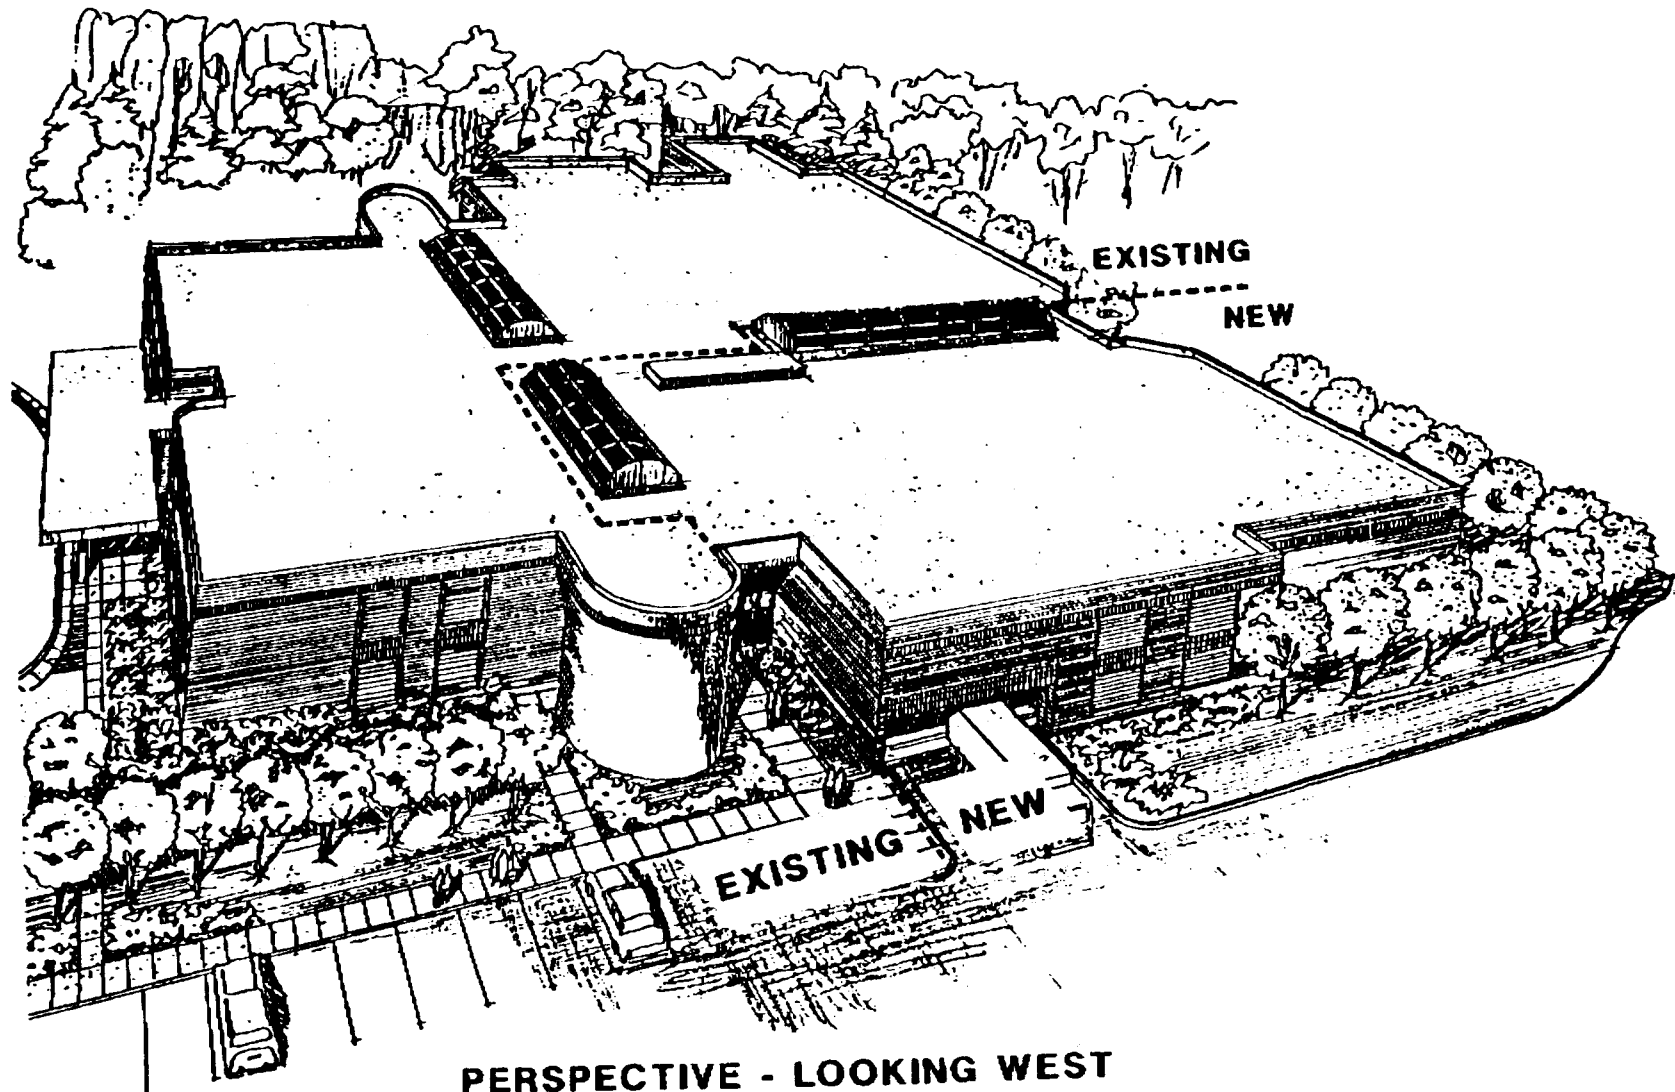 EXISTING
NEW
NEW
EXISTING
PERSPECTIVE - LOOKING WEST